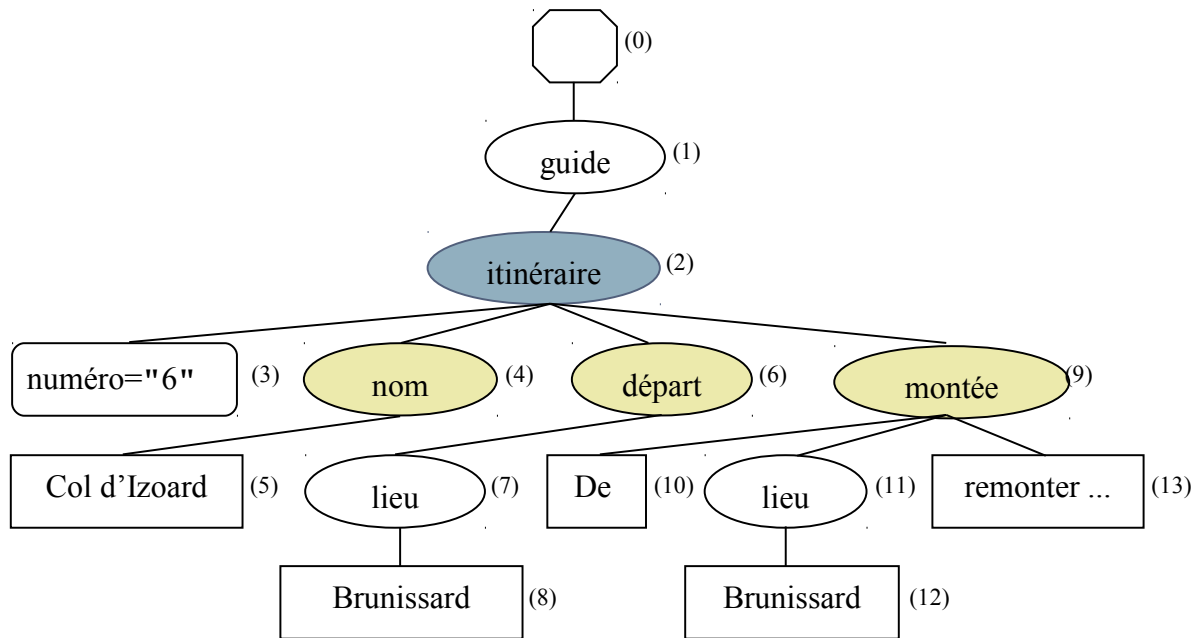 (0)
guide (1)
itinéraire (2)
numéro="6" (3) nom (4) départ (6) montée (9)
Col d’Izoard (5) lieu (7) De (10) lieu (11) remonter ... (13)
Brunissard (8) Brunissard (12)